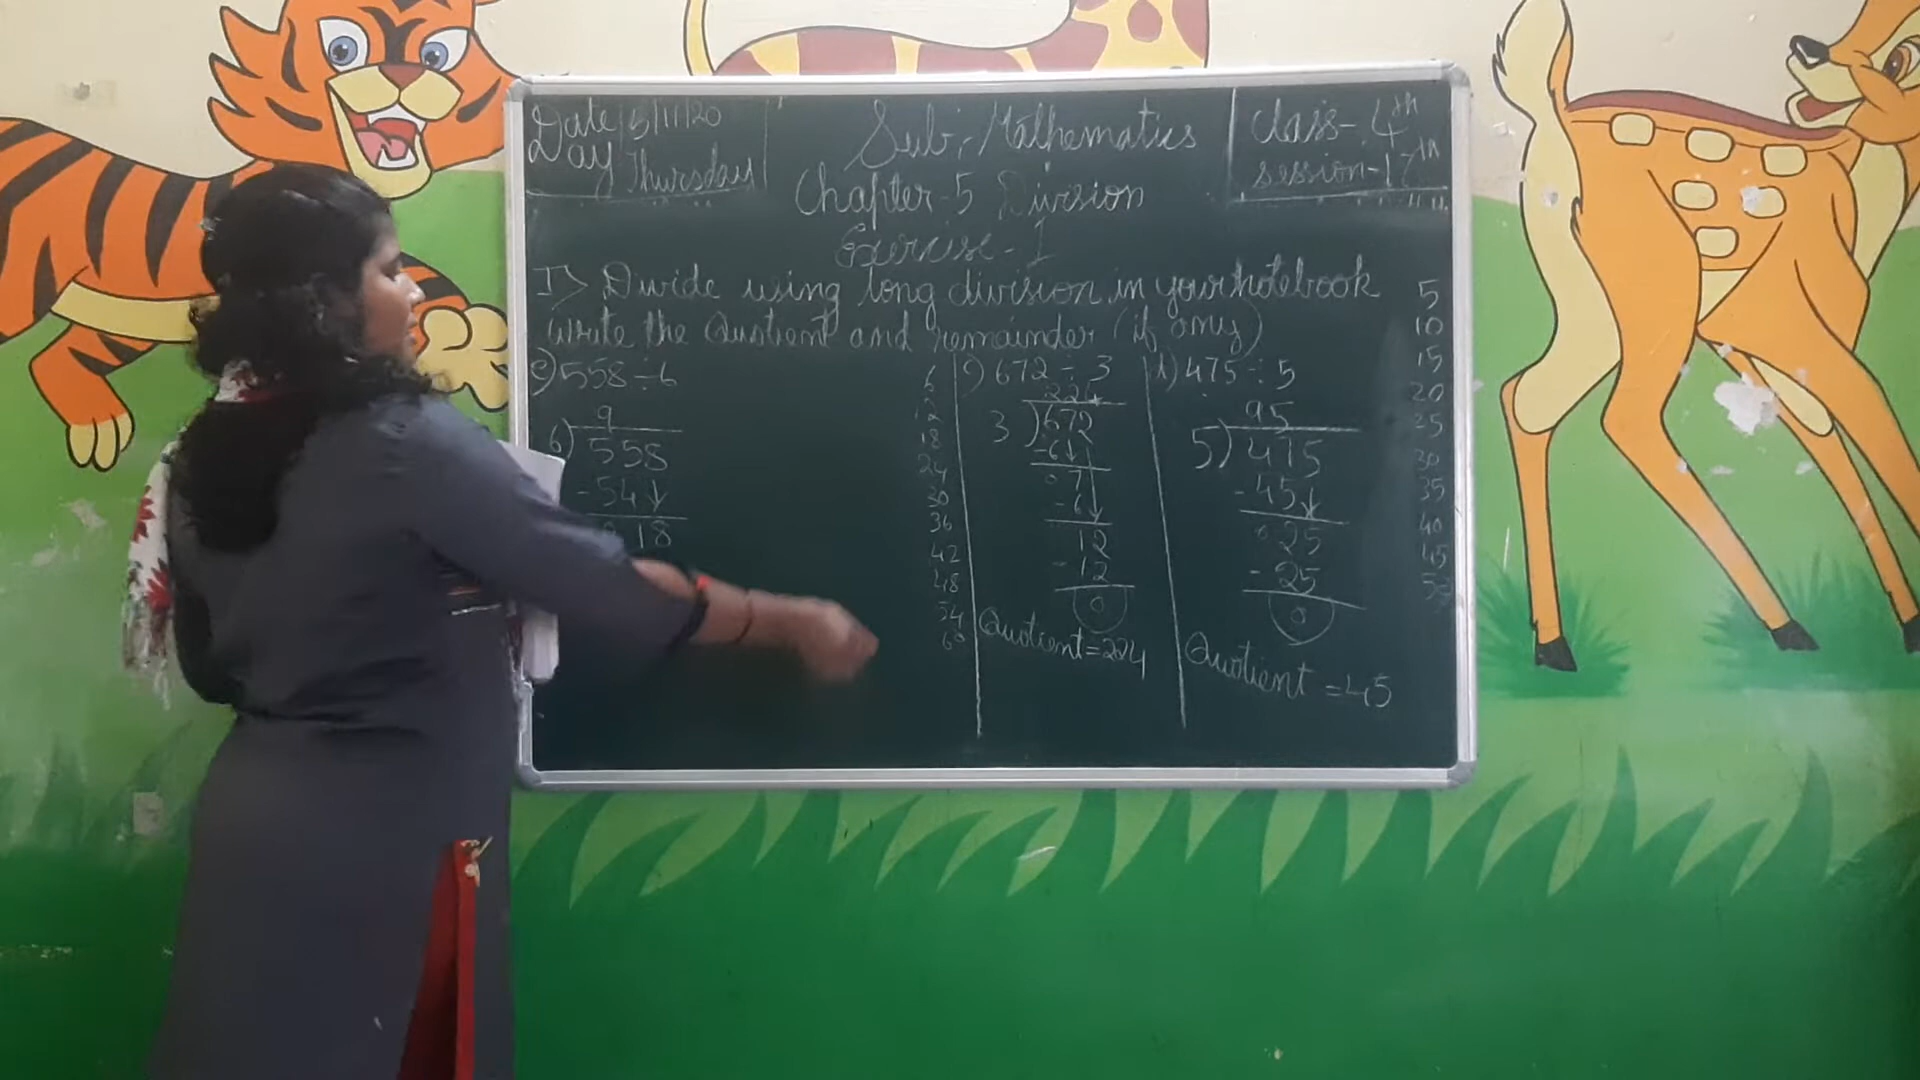 Date 5/11/20
Day Thursday
Sub:- Mathematics
Class- 4th
Session-17th
Chapter-5 Division
Exercise-1
I> Divide using long division in your notebook
Write the Quotient and remainder (if any)
e) 558÷6
9
6) 558
-54↓
018
6
12
18
24
30
36
42
48
54
60
c) 672÷3
224
3) 672
-6↓
07
-6↓
12
-12
0
Quotient=224
d) 475÷5
95
5) 475
-45↓
025
-25
0
Quotient =45
5
10
15
20
25
30
35
40
45
50